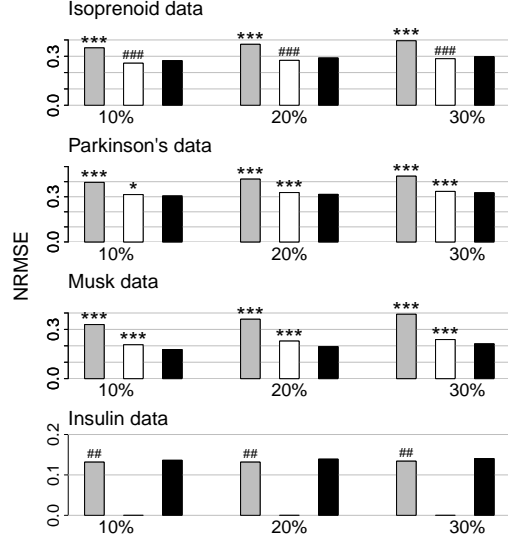 Isoprenoid data
*** ### *** ### *** ###
0.0 0.3
10% 20% 30%
Parkinson's data
*** * *** *** *** ***
0.0 0.3
10% 20% 30%
NRMSE
Musk data
*** *** *** *** *** ***
0.0 0.3
10% 20% 30%
Insulin data
## ## ##
0.0 0.1 0.2
10% 20% 30%